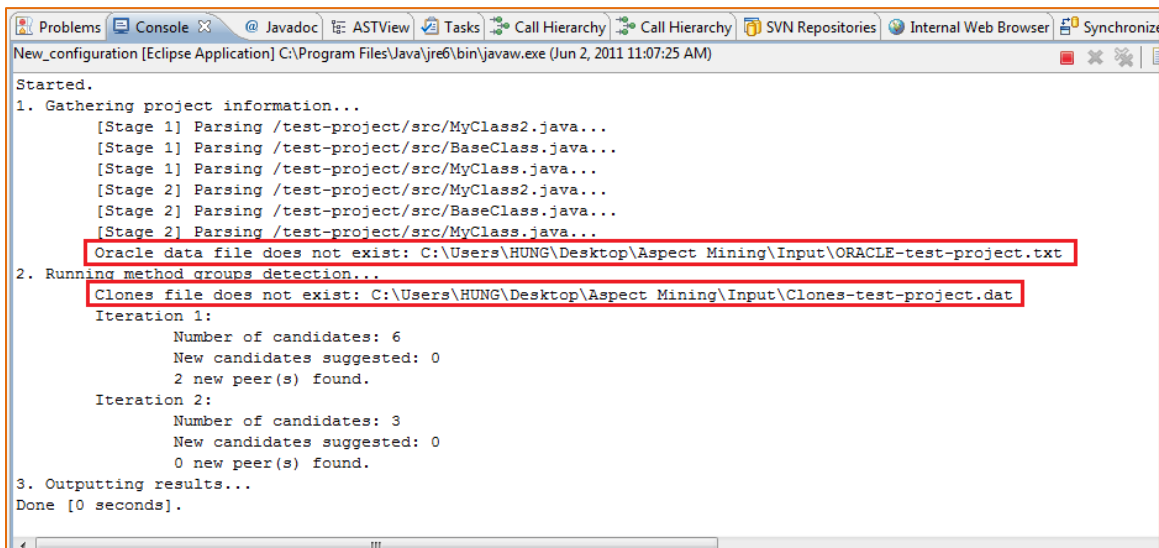 Problems Console @ Javadoc ASTView Tasks Call Hierarchy Call Hierarchy SVN Repositories Internal Web Browser Synchronize
New_configuration [Eclipse Application] C:\Program Files\Java\jre6\bin\javaw.exe (Jun 2, 2011 11:07:25 AM)
Started.
1. Gathering project information...
[Stage 1] Parsing /test-project/src/MyClass2.java...
[Stage 1] Parsing /test-project/src/BaseClass.java...
[Stage 1] Parsing /test-project/src/MyClass.java...
[Stage 2] Parsing /test-project/src/MyClass2.java...
[Stage 2] Parsing /test-project/src/BaseClass.java...
[Stage 2] Parsing /test-project/src/MyClass.java...
Oracle data file does not exist: C:\Users\HUNG\Desktop\Aspect Mining\Input\ORACLE-test-project.txt
2. Running method groups detection...
Clones file does not exist: C:\Users\HUNG\Desktop\Aspect Mining\Input\Clones-test-project.dat
Iteration 1:
Number of candidates: 6
New candidates suggested: 0
2 new peer(s) found.
Iteration 2:
Number of candidates: 3
New candidates suggested: 0
0 new peer(s) found.
3. Outputting results...
Done [0 seconds].